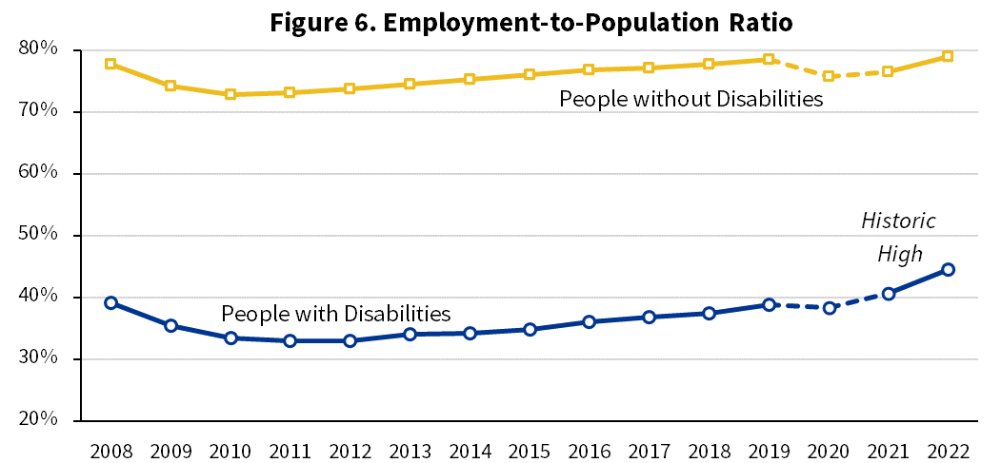 Figure 6. Employment-to-Population Ratio
80%
People without Disabilities
70%
60%
50%
Historic
High
40%
People with Disabilities
30%
20%
2008 2009 2010 2011 2012 2013 2014 2015 2016 2017 2018 2019 2020 2021 2022